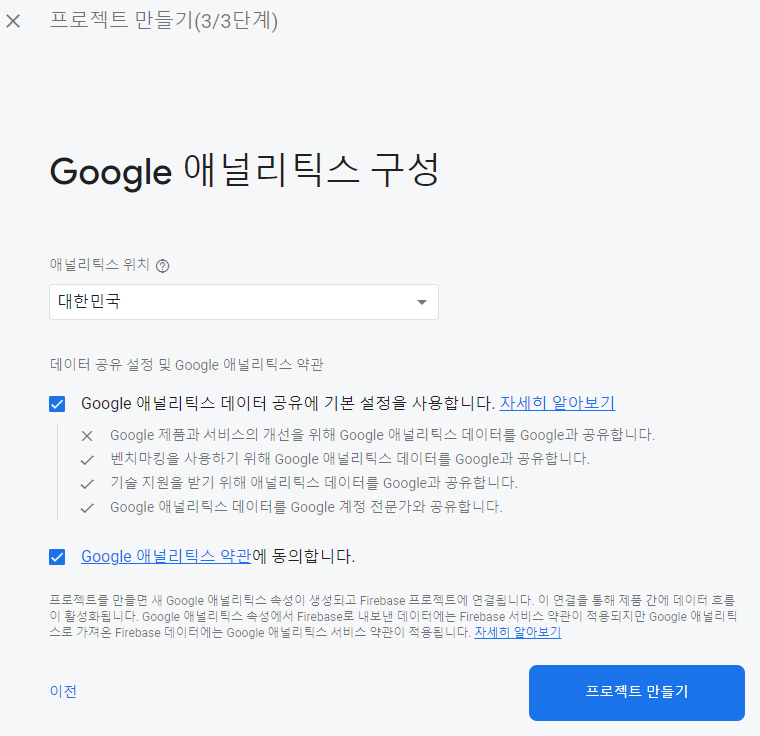 프로젝트 만들기(3/3단계)
Google 애널리틱스 구성
애널리틱스 위치
대한민국
데이터 공유 설정 및 Google 애널리틱스 약관
Google 애널리틱스 데이터 공유에 기본 설정을 사용합니다. 자세히 알아보기
Google 제품과 서비스의 개선을 위해 Google 애널리틱스 데이터를 Google과 공유합니다.
벤치마킹을 사용하기 위해 Google 애널리틱스 데이터를 Google과 공유합니다.
기술 지원을 받기 위해 애널리틱스 데이터를 Google과 공유합니다.
Google 애널리틱스 데이터를 Google 계정 전문가와 공유합니다.
Google 애널리틱스 약관에 동의합니다.
프로젝트를 만들면 새 Google 애널리틱스 속성이 생성되고 Firebase 프로젝트에 연결됩니다. 이 연결을 통해 제품 간에 데이터 흐름
이 활성화됩니다. Google 애널리틱스 속성에서 Firebase로 내보낸 데이터에는 Firebase 서비스 약관이 적용되지만 Google 애널리틱
스로 가져온 Firebase 데이터에는 Google 애널리틱스 서비스 약관이 적용됩니다. 자세히 알아보기
이전
프로젝트 만들기